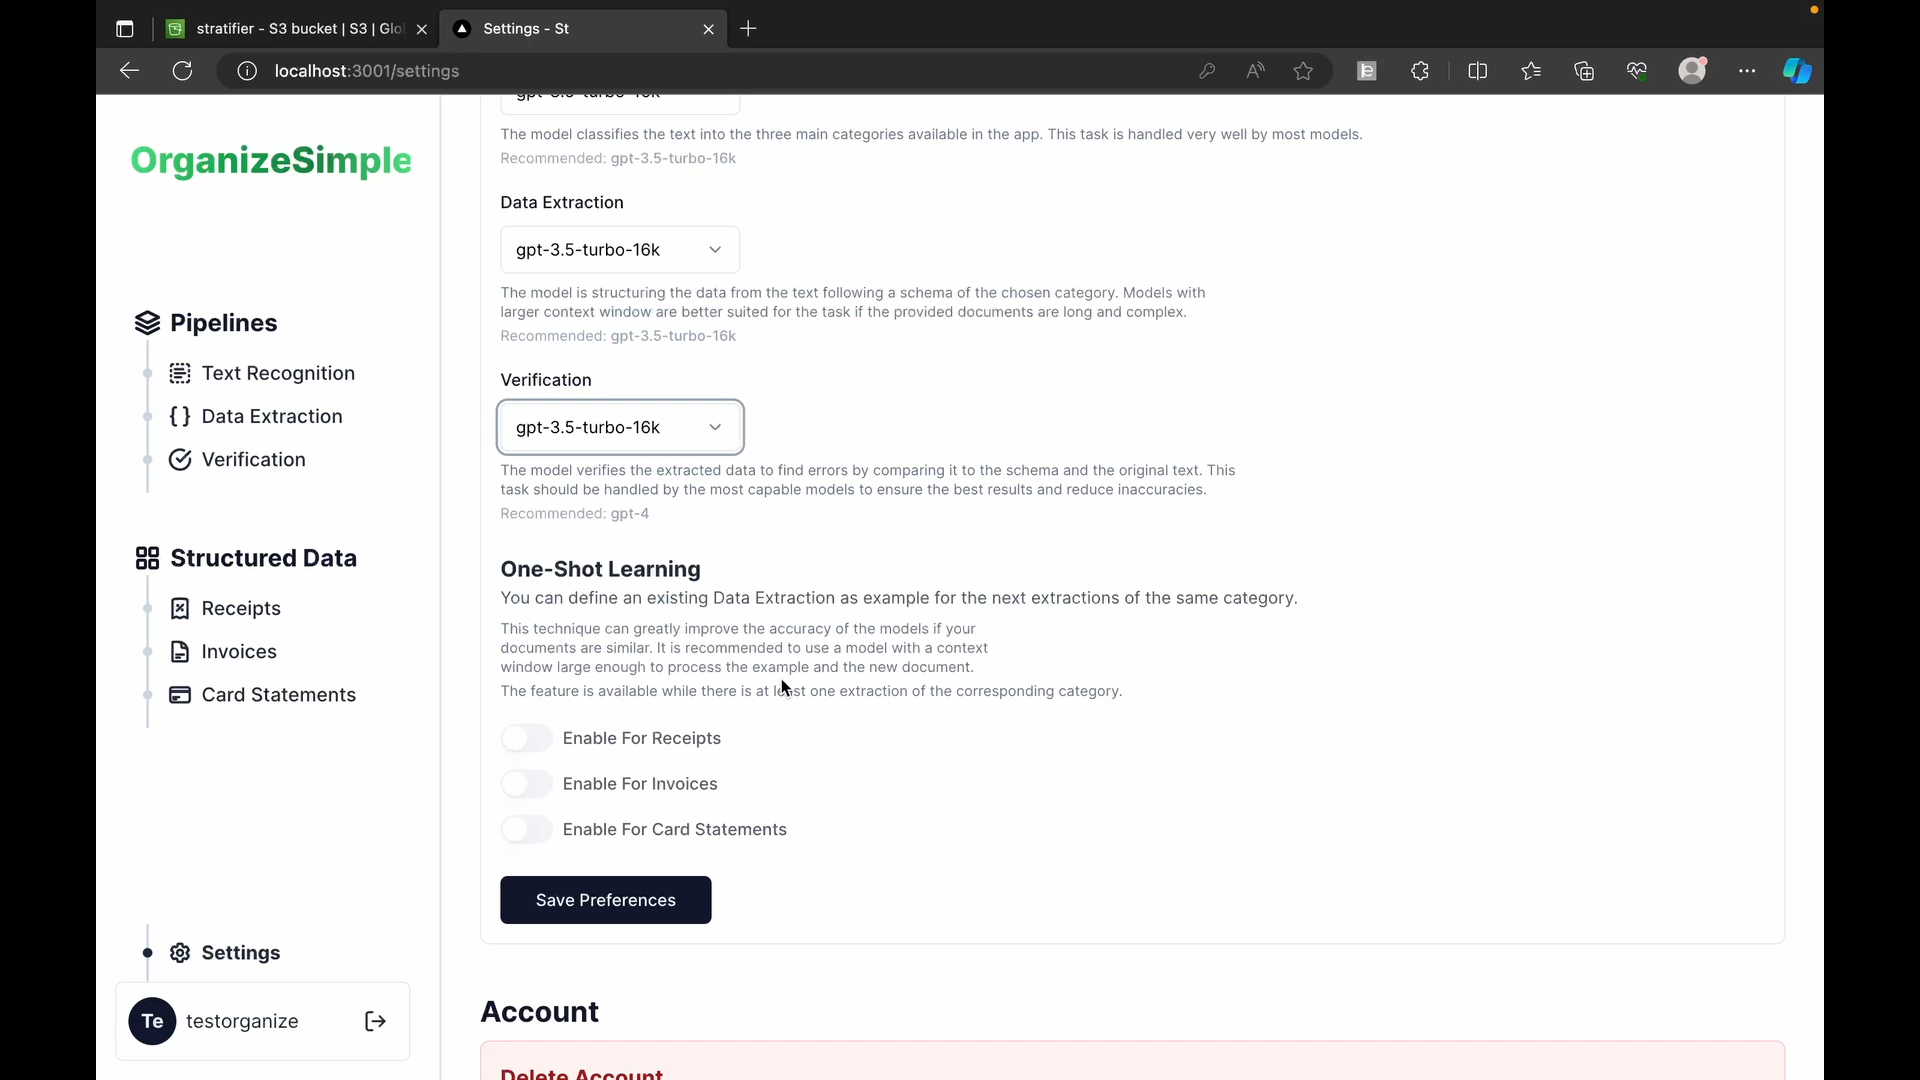 stratifier - S3 bucket | S3 | Glo
Settings - St
localhost:3001/settings
OrganizeSimple
Pipelines
Text Recognition
Data Extraction
Verification
Structured Data
Receipts
Invoices
Card Statements
Settings
Te
testorganize
gpt-3.5-turbo-16k
The model classifies the text into the three main categories available in the app. This task is handled very well by most models.
Recommended: gpt-3.5-turbo-16k
Data Extraction
gpt-3.5-turbo-16k
The model is structuring the data from the text following a schema of the chosen category. Models with
larger context window are better suited for the task if the provided documents are long and complex.
Recommended: gpt-3.5-turbo-16k
Verification
gpt-3.5-turbo-16k
The model verifies the extracted data to find errors by comparing it to the schema and the original text. This
task should be handled by the most capable models to ensure the best results and reduce inaccuracies.
Recommended: gpt-4
One-Shot Learning
You can define an existing Data Extraction as example for the next extractions of the same category.
This technique can greatly improve the accuracy of the models if your
documents are similar. It is recommended to use a model with a context
window large enough to process the example and the new document.
The feature is available while there is at least one extraction of the corresponding category.
Enable For Receipts
Enable For Invoices
Enable For Card Statements
Save Preferences
Account
Delete Account